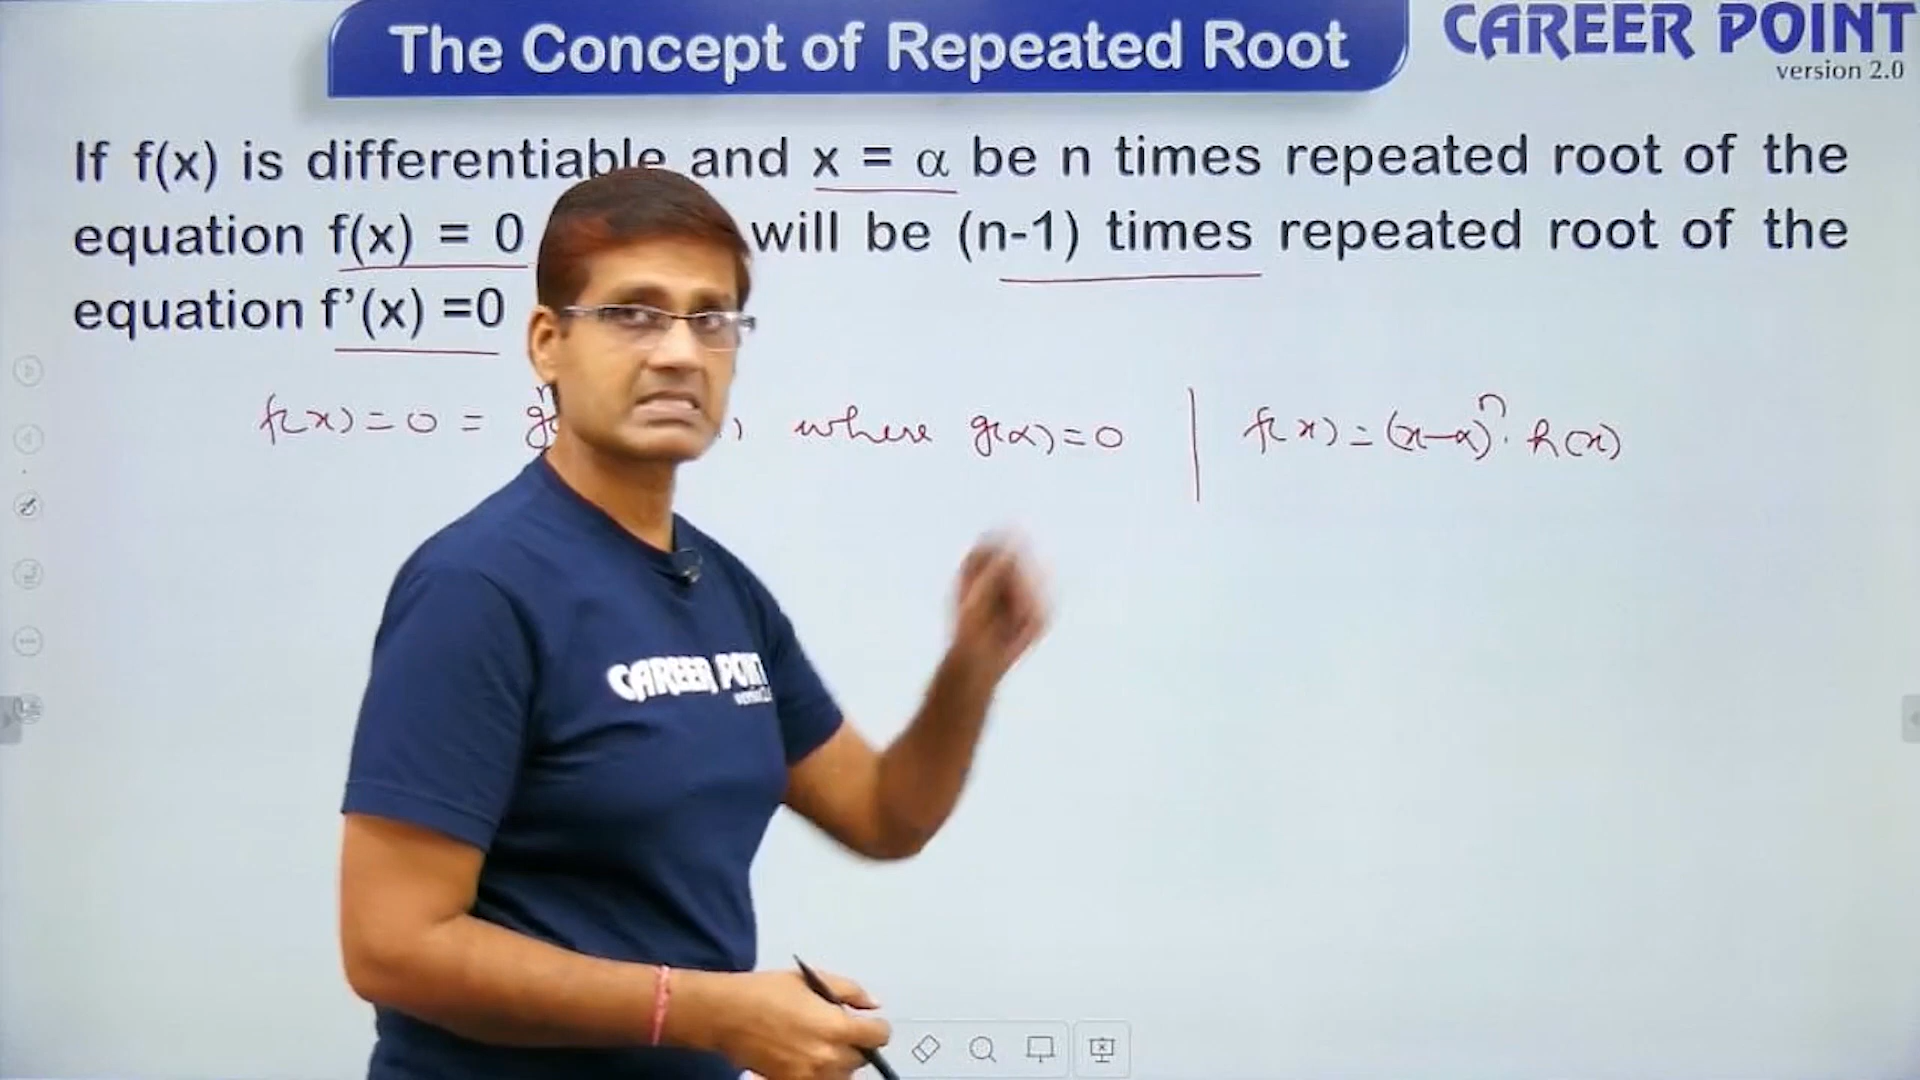 The Concept of Repeated Root
CAREER POINT
version 2.0
If f(x) is differentiable and x = α be n times repeated root of the
equation f(x) = 0 will be (n-1) times repeated root of the
equation f’(x) =0
f(x) = 0 = where g(α) = 0 | f(x) = (x-α)ⁿ. h(x)
CAREER POINT